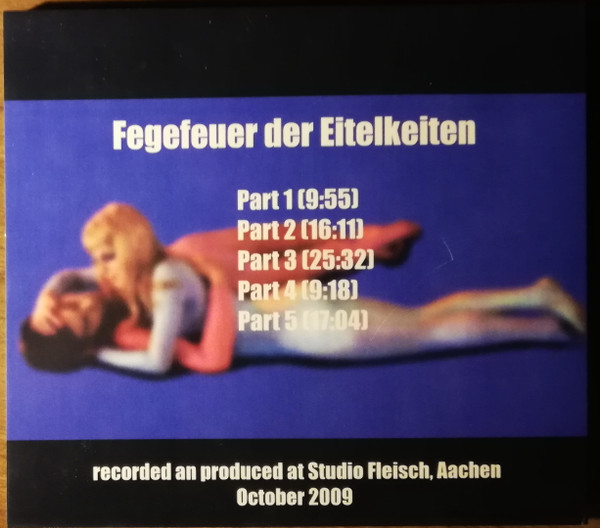 Fegefeuer der Eitelkeiten
Part 1 (9:55)
Part 2 (16:11)
Part 3 (25:32)
Part 4 (9:18)
Part 5 (17:04)
recorded an produced at Studio Fleisch, Aachen
October 2009